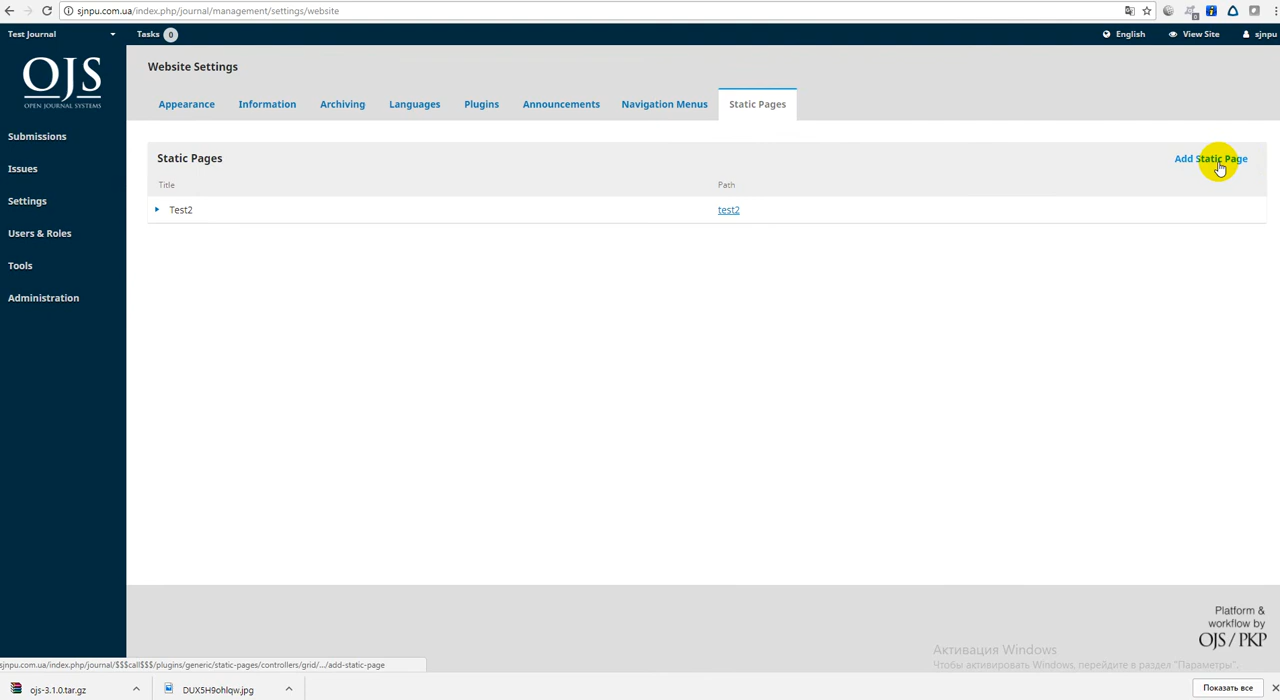 sjnpu.com.ua/index.php/journal/management/settings/website
Test Journal
Tasks 0
English
View Site
sjnpu
OJS
OPEN JOURNAL SYSTEMS
Website Settings
Appearance
Information
Archiving
Languages
Plugins
Announcements
Navigation Menus
Static Pages
Submissions
Issues
Settings
Users & Roles
Tools
Administration
Static Pages
Add Static Page
Title
Path
Test2
test2
Platform &
workflow by
OJS / PKP
Активация Windows
Чтобы активировать Windows, перейдите в раздел "Параметры".
sjnpu.com.ua/index.php/journal/$$$call$$$/plugins/generic/static-pages/controllers/grid/.../add-static-page
ojs-3.1.0.tar.gz
DUX5H9ohlqw.jpg
Показать все